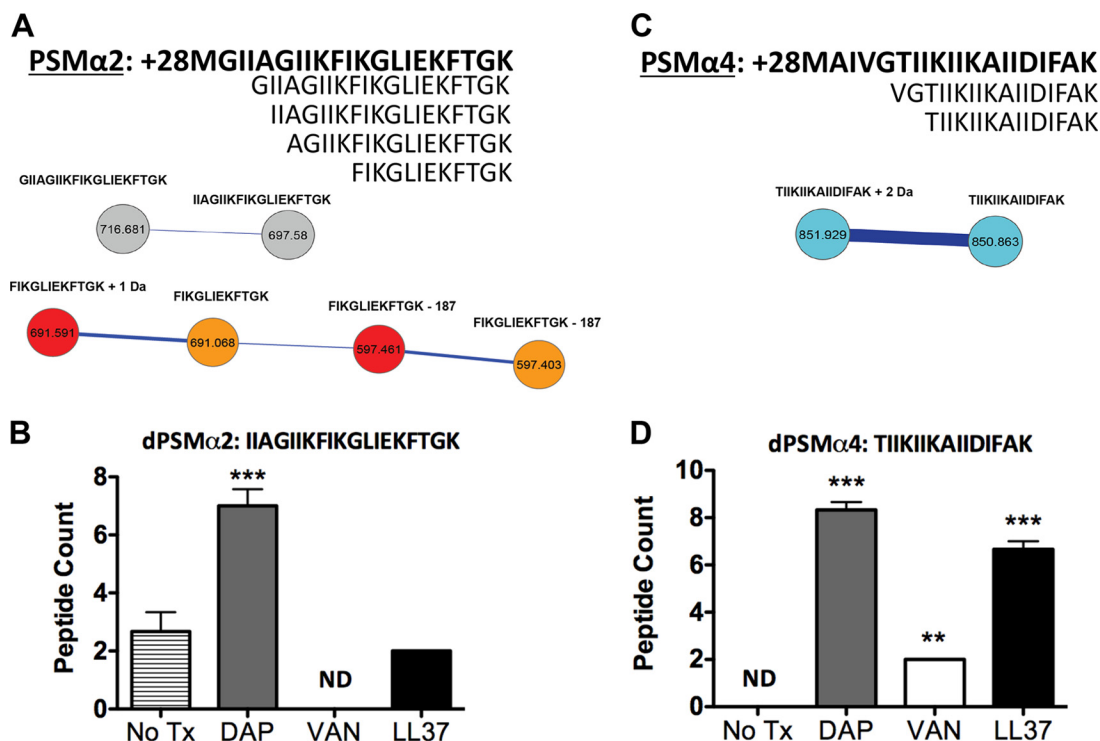 A
PSMα2: +28MGIIAGIIKFIKGLIEKFTGK
GIIAGIIKFIKGLIEKFTGK
IIAGIIKFIKGLIEKFTGK
AGIIKFIKGLIEKFTGK
FIKGLIEKFTGK
GIIAGIIKFIKGLIEKFTGK
IIAGIIKFIKGLIEKFTGK
716.681
697.58
FIKGLIEKFTGK + 1 Da
FIKGLIEKFTGK
FIKGLIEKFTGK - 187
FIKGLIEKFTGK - 187
691.591
691.068
597.461
597.403
C
PSMα4: +28MAIVGTIIKIIKAIIDIFAK
VGTIIKIIKAIIDIFAK
TIIKIIKAIIDIFAK
TIIKIIKAIIDIFAK + 2 Da
TIIKIIKAIIDIFAK
851.929
850.863
B
dPSMα2: IIAGIIKFIKGLIEKFTGK
Peptide Count
8
6
4
2
0
***
ND
No Tx
DAP
VAN
LL37
D
dPSMα4: TIIKIIKAIIDIFAK
Peptide Count
10
8
6
4
2
0
ND
***
**
***
No Tx
DAP
VAN
LL37